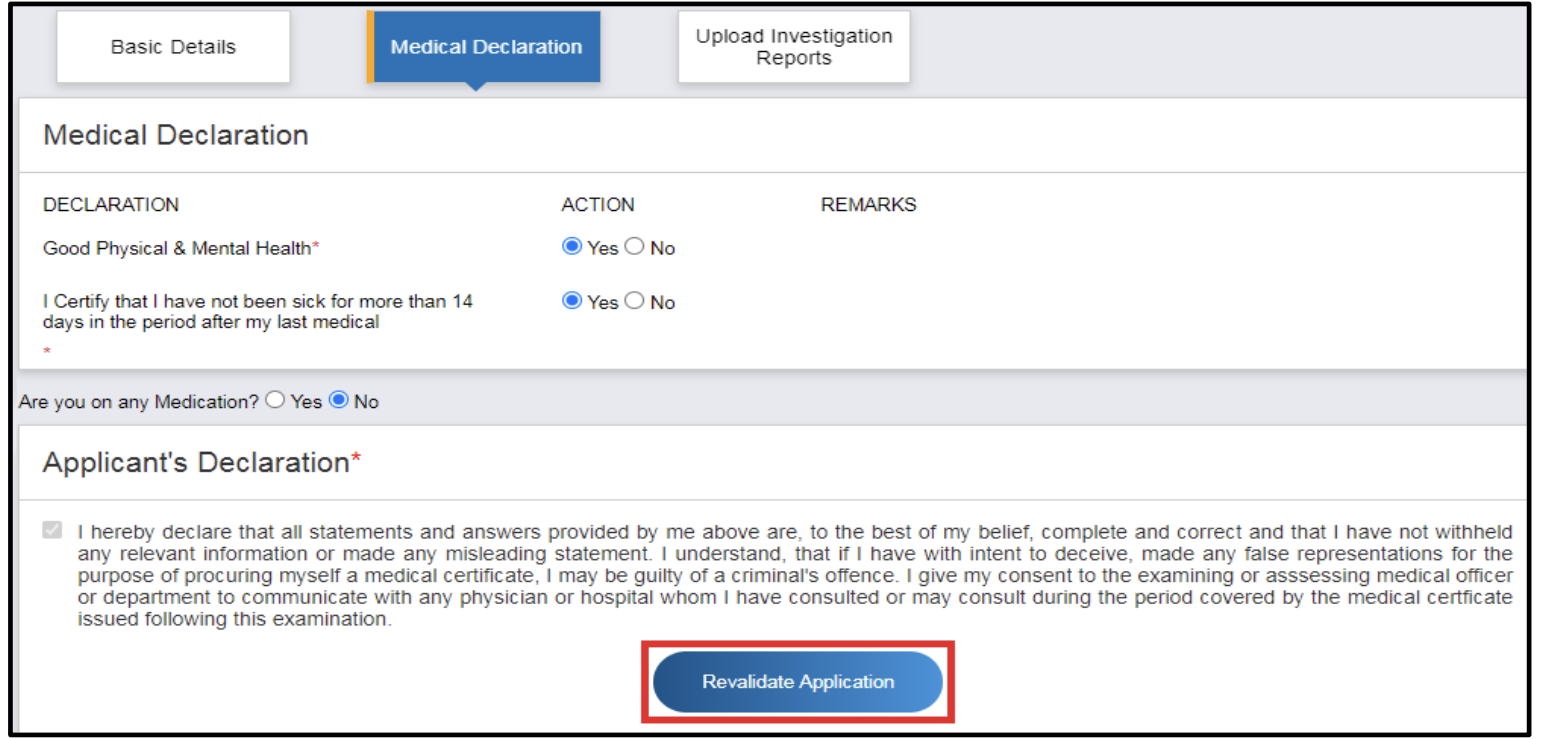 Basic Details
Medical Declaration
Upload Investigation
Reports
Medical Declaration
DECLARATION ACTION REMARKS
Good Physical & Mental Health* Yes No
I Certify that I have not been sick for more than 14 Yes No
days in the period after my last medical
*
Are you on any Medication? Yes No
Applicant's Declaration*
I hereby declare that all statements and answers provided by me above are, to the best of my belief, complete and correct and that I have not withheld
any relevant information or made any misleading statement. I understand, that if I have with intent to deceive, made any false representations for the
purpose of procuring myself a medical certificate, I may be guilty of a criminal's offence. I give my consent to the examining or asssessing medical officer
or department to communicate with any physician or hospital whom I have consulted or may consult during the period covered by the medical certficate
issued following this examination.
Revalidate Application